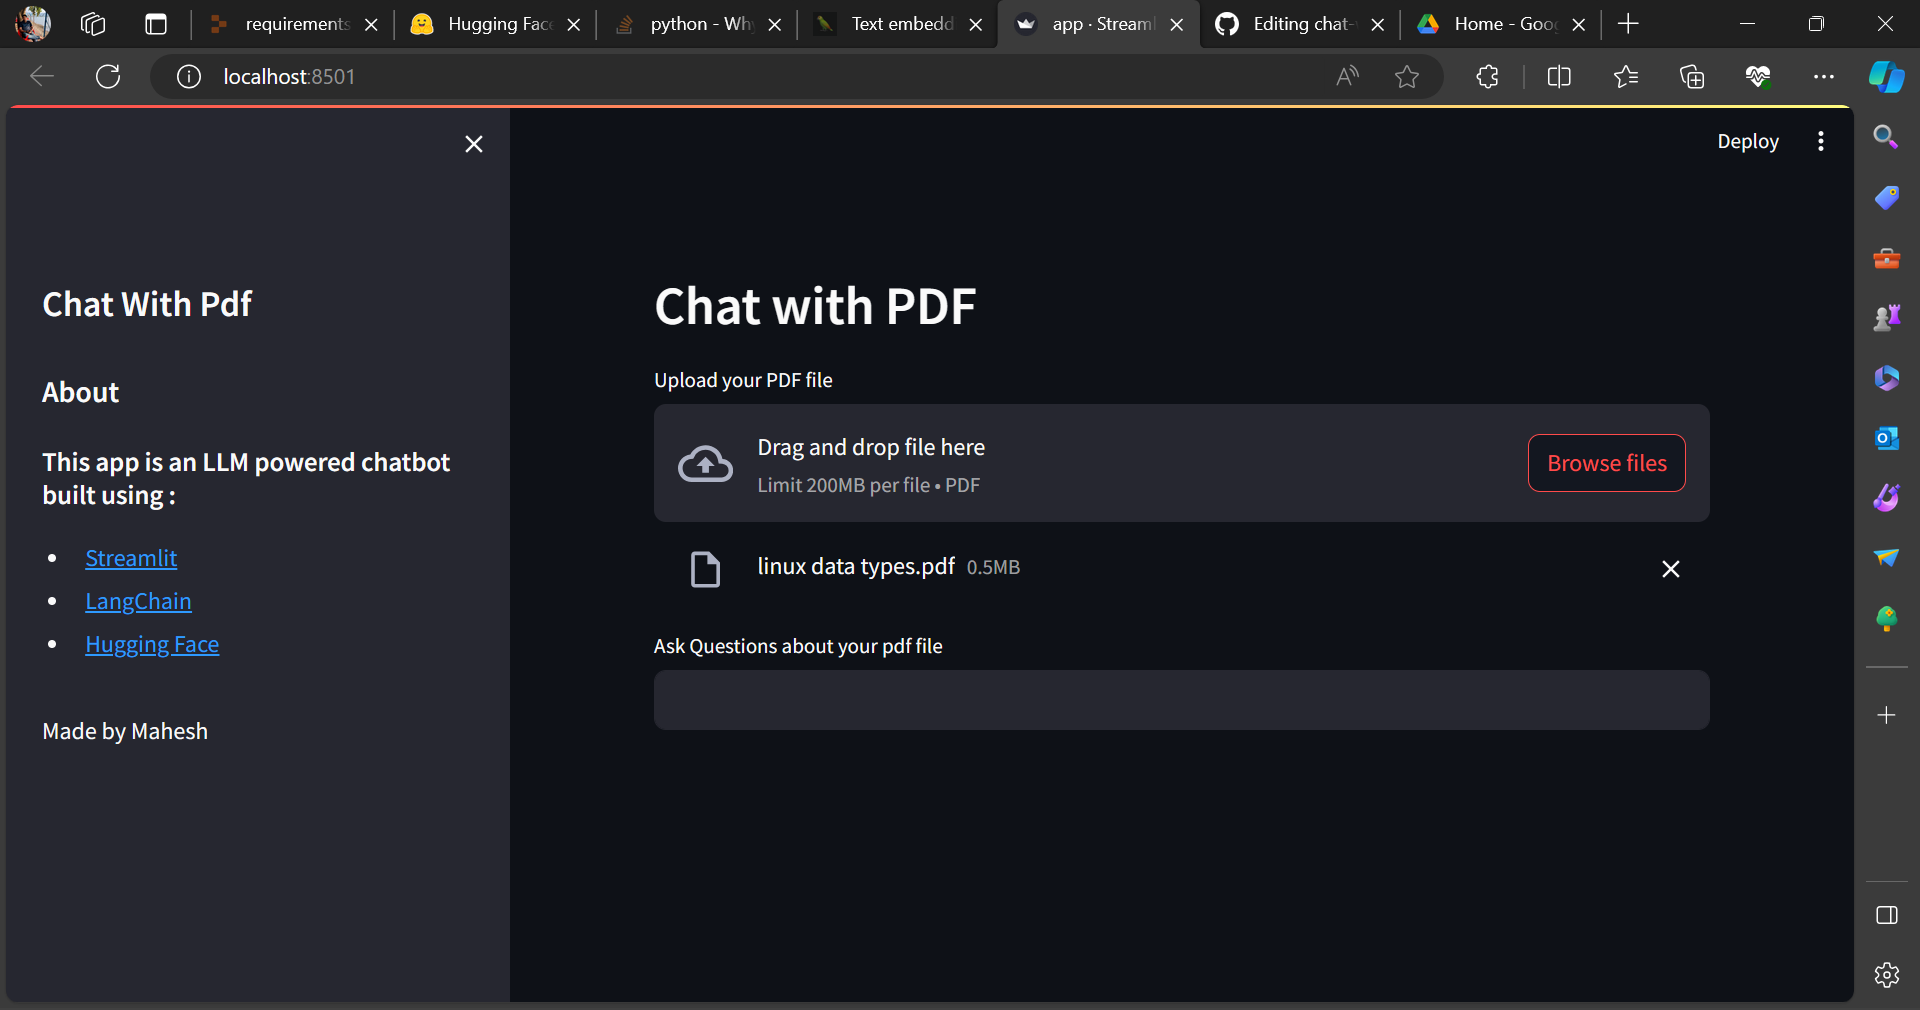 requirements
Hugging Fac
python - Wh
Text embedd
app · Streaml
Editing chat-
Home - Goog
localhost:8501
Deploy
Chat With Pdf
About
This app is an LLM powered chatbot
built using :
Streamlit
LangChain
Hugging Face
Made by Mahesh
Chat with PDF
Upload your PDF file
Drag and drop file here
Limit 200MB per file • PDF
Browse files
linux data types.pdf 0.5MB
Ask Questions about your pdf file